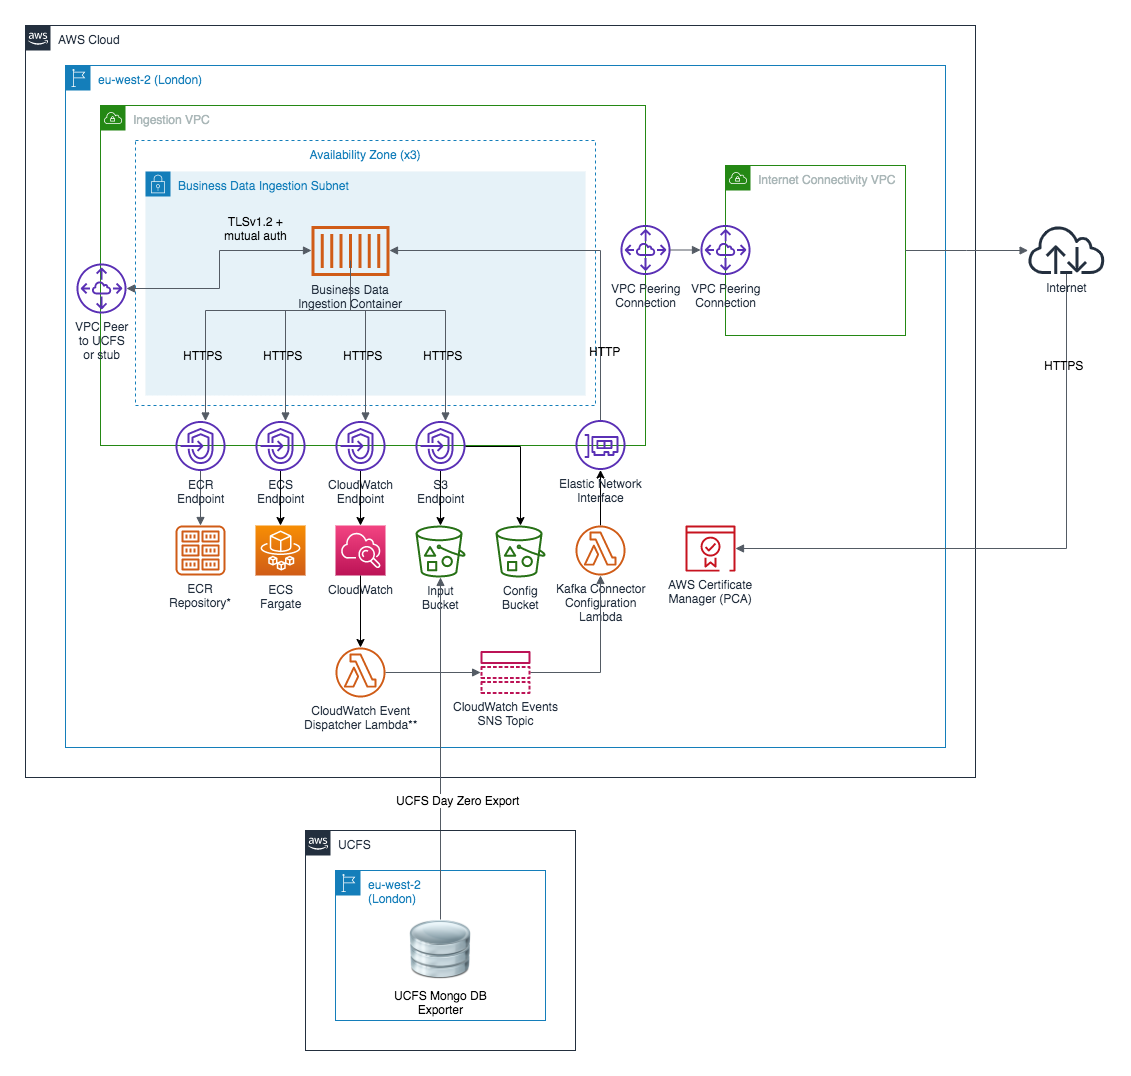 aws
AWS Cloud
eu-west-2 (London)
Ingestion VPC
Availability Zone (x3)
Business Data Ingestion Subnet
Internet Connectivity VPC
TLSv1.2 +
mutual auth
Business Data
Ingestion Container
VPC Peer
to UCFS
or stub
VPC Peering
Connection
VPC Peering
Connection
Internet
HTTPS
HTTPS
HTTPS
HTTPS
HTTP
HTTPS
ECR
Endpoint
ECS
Endpoint
CloudWatch
Endpoint
S3
Endpoint
Elastic Network
Interface
ECR
Repository*
ECS
Fargate
CloudWatch
Input
Bucket
Config
Bucket
Kafka Connector
Configuration
Lambda
AWS Certificate
Manager (PCA)
CloudWatch Event
Dispatcher Lambda**
CloudWatch Events
SNS Topic
UCFS Day Zero Export
aws
UCFS
eu-west-2
(London)
UCFS Mongo DB
Exporter